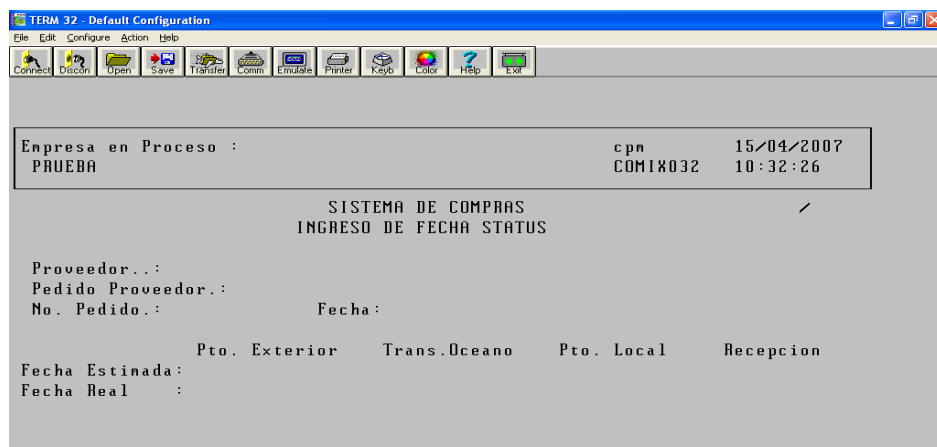 TERM 32 - Default Configuration
File Edit Configure Action Help
Connect Discon Open Save Transfer Comm Emulate Printer Keyb Color Help Exit
Empresa en Proceso : cpm 15/04/2007
PRUEBA COMIX032 10:32:26
SISTEMA DE COMPRAS /
INGRESO DE FECHA STATUS
Proveedor..:
Pedido Proveedor.:
No. Pedido.: Fecha:
Pto. Exterior Trans.Oceano Pto. Local Recepcion
Fecha Estimada:
Fecha Real :